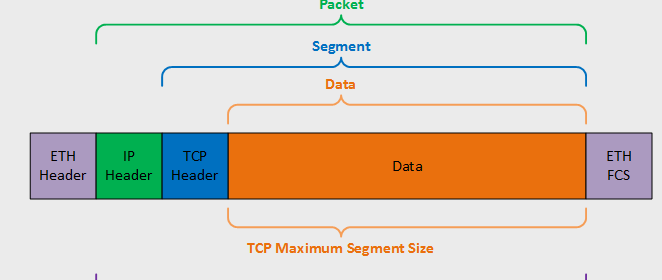 Packet
Segment
Data
ETH
Header
IP
Header
TCP
Header
Data
ETH
FCS
TCP Maximum Segment Size